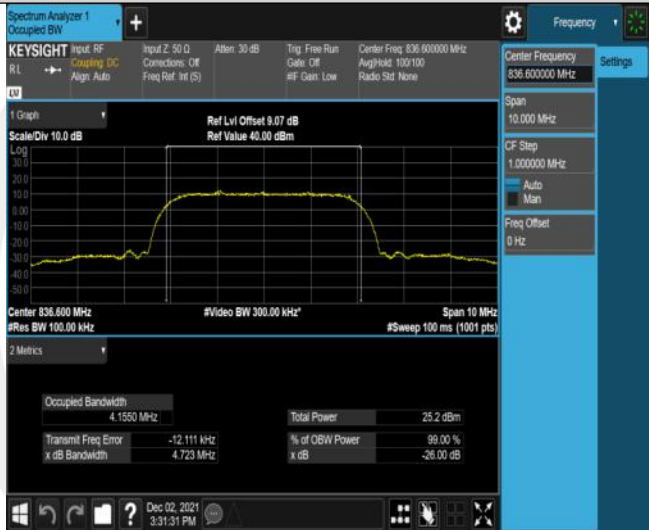 Spectrum Analyzer 1
Occupied BW
Frequency
KEYSIGHT Input: RF Input Z: 50 Ω Atten: 30 dB Trig: Free Run Center Freq: 836.600000 MHz
RL Coupling: DC Corrections: Off Gate: Off Avg|Hold: 100/100
Align: Auto Freq Ref: Int (S) #IF Gain: Low Radio Std: None
LW
Center Frequency
836.600000 MHz
Settings
Span
10.000 MHz
CF Step
1.000000 MHz
Auto
Man
Freq Offset
0 Hz
1 Graph
Ref Lvl Offset 9.07 dB
Scale/Div 10.0 dB Ref Value 40.00 dBm
Log
30.0
20.0
10.0
0.00
-10.0
-20.0
-30.0
-40.0
-50.0
Center 836.600 MHz #Video BW 300.00 kHz* Span 10 MHz
#Res BW 100.00 kHz #Sweep 100 ms (1001 pts)
2 Metrics
Occupied Bandwidth
4.1550 MHz Total Power 25.2 dBm
Transmit Freq Error -12.111 kHz % of OBW Power 99.00 %
x dB Bandwidth 4.723 MHz x dB -26.00 dB
? Dec 02, 2021
3:31:31 PM